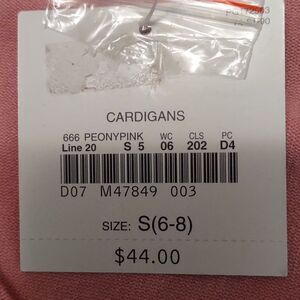 CARDIGANS
666 PEONYPINK WC CLS PC
Line 20 S 5 06 202 D4
D07 M47849 003
SIZE: S(6-8)
$44.00